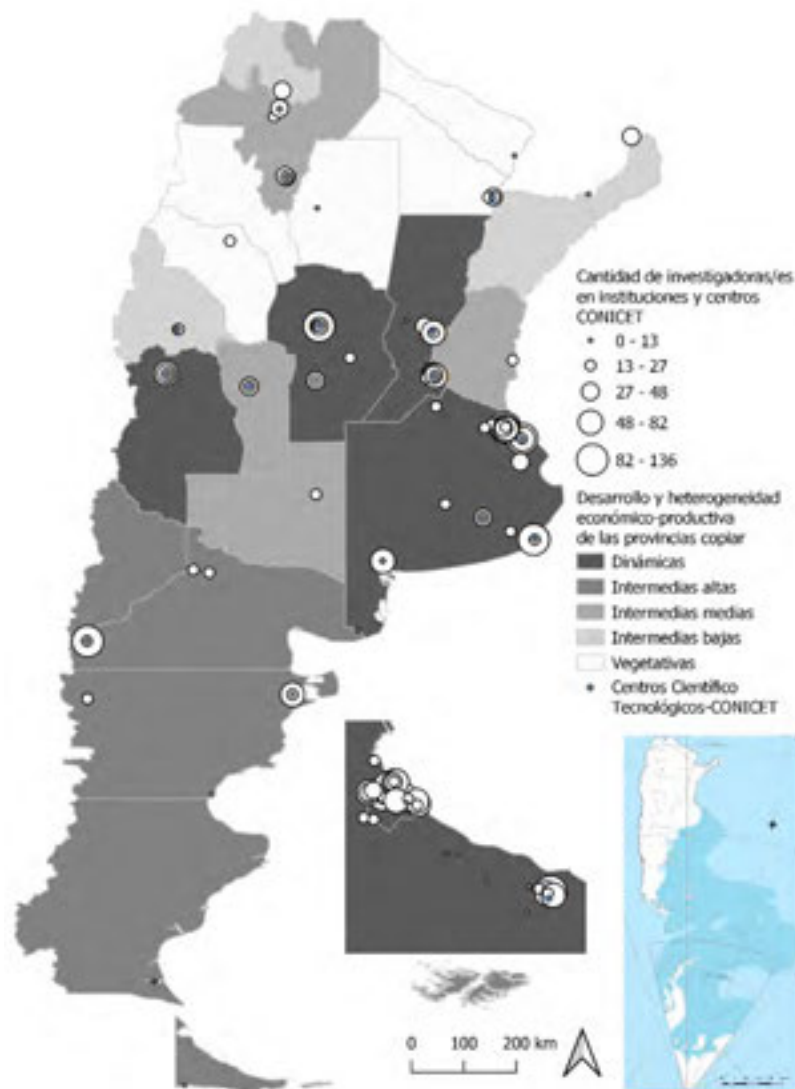 Cantidad de investigadoras/es
en instituciones y centros
CONICET
0 - 13
13 - 27
27 - 48
48 - 82
82 - 136
Desarrollo y heterogeneidad
económico-productiva
de las provincias copiar
Dinámicas
Intermedias altas
Intermedias medias
Intermedias bajas
Vegetativas
Centros Científico
Tecnológicos-CONICET
0 100 200 km